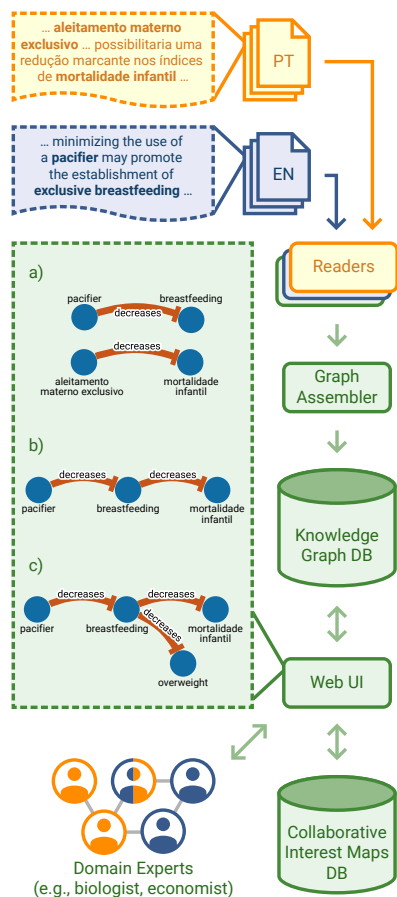 ... aleitamento materno
exclusivo ... possibilitaria uma
redução marcante nos índices
de mortalidade infantil ...
PT
... minimizing the use of
a pacifier may promote
the establishment of
exclusive breastfeeding ...
EN
Readers
a)
pacifier
breastfeeding
decreases
decreases
aleitamento
materno exclusivo
mortalidade
infantil
Graph
Assembler
b)
decreases
decreases
pacifier
breastfeeding
mortalidade
infantil
Knowledge
Graph DB
c)
decreases
decreases
pacifier
breastfeeding
mortalidade
infantil
decreases
overweight
Web UI
Domain Experts
(e.g., biologist, economist)
Collaborative
Interest Maps
DB